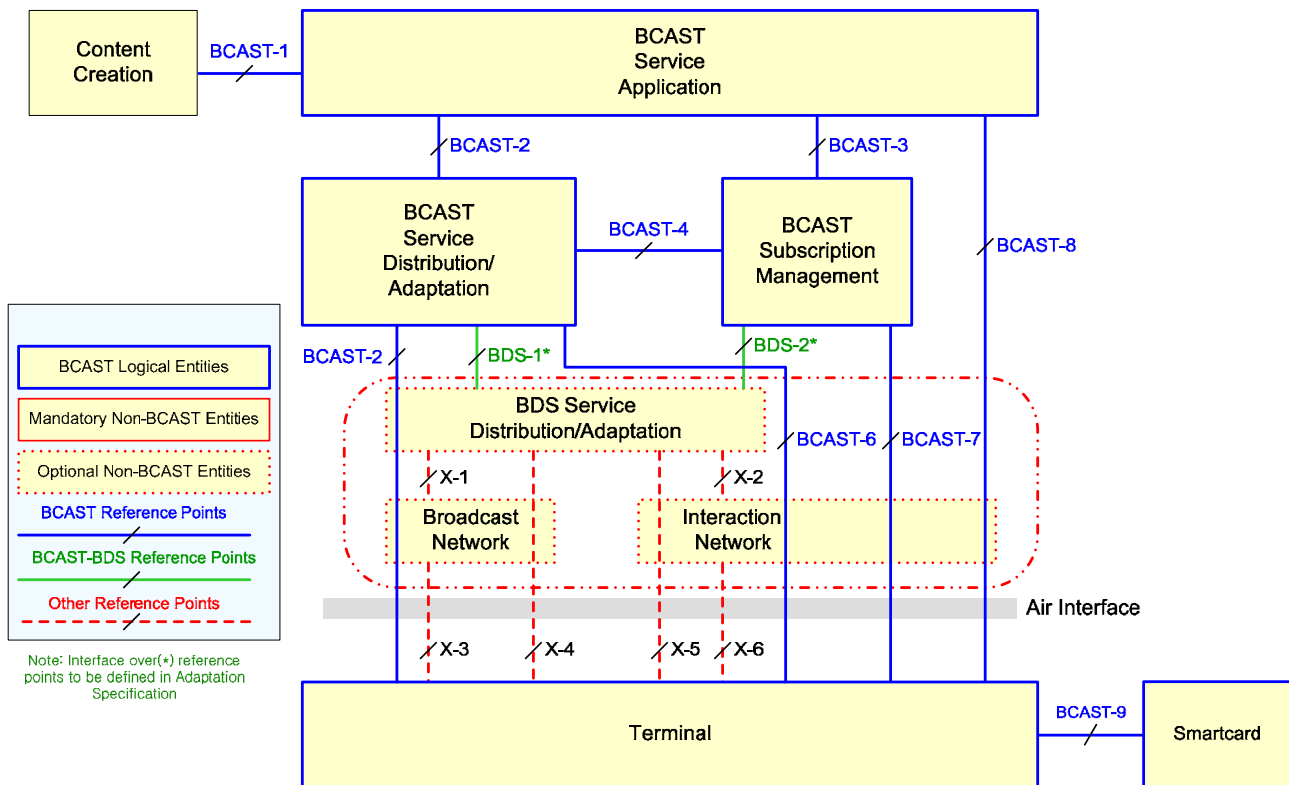 Content
Creation
BCAST-1
BCAST
Service
Application
BCAST-2
BCAST-3
BCAST
Service
Distribution/
Adaptation
BCAST-4
BCAST
Subscription
Management
BCAST-8
BCAST-2
BDS-1*
BDS-2*
BDS Service
Distribution/Adaptation
BCAST-6
BCAST-7
X-1
X-2
Broadcast
Network
Interaction
Network
Air Interface
X-3
X-4
X-5
X-6
Terminal
BCAST-9
Smartcard
BCAST Logical Entities
Mandatory Non-BCAST Entities
Optional Non-BCAST Entities
BCAST Reference Points
BCAST-BDS Reference Points
Other Reference Points
Note: Interface over(*) reference
points to be defined in Adaptation
Specification